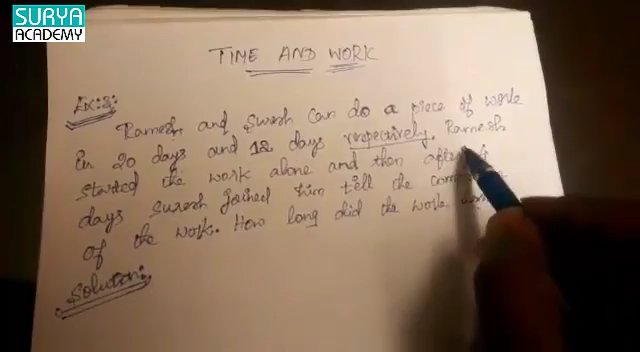 SURYA
ACADEMY
TIME AND WORK
Ex:2:
Ramesh and Suresh can do a piece of work
in 20 days and 12 days respectively. Ramesh
started the work alone and then after
days Suresh joined him till the
of the work. How long did the work
Solution: